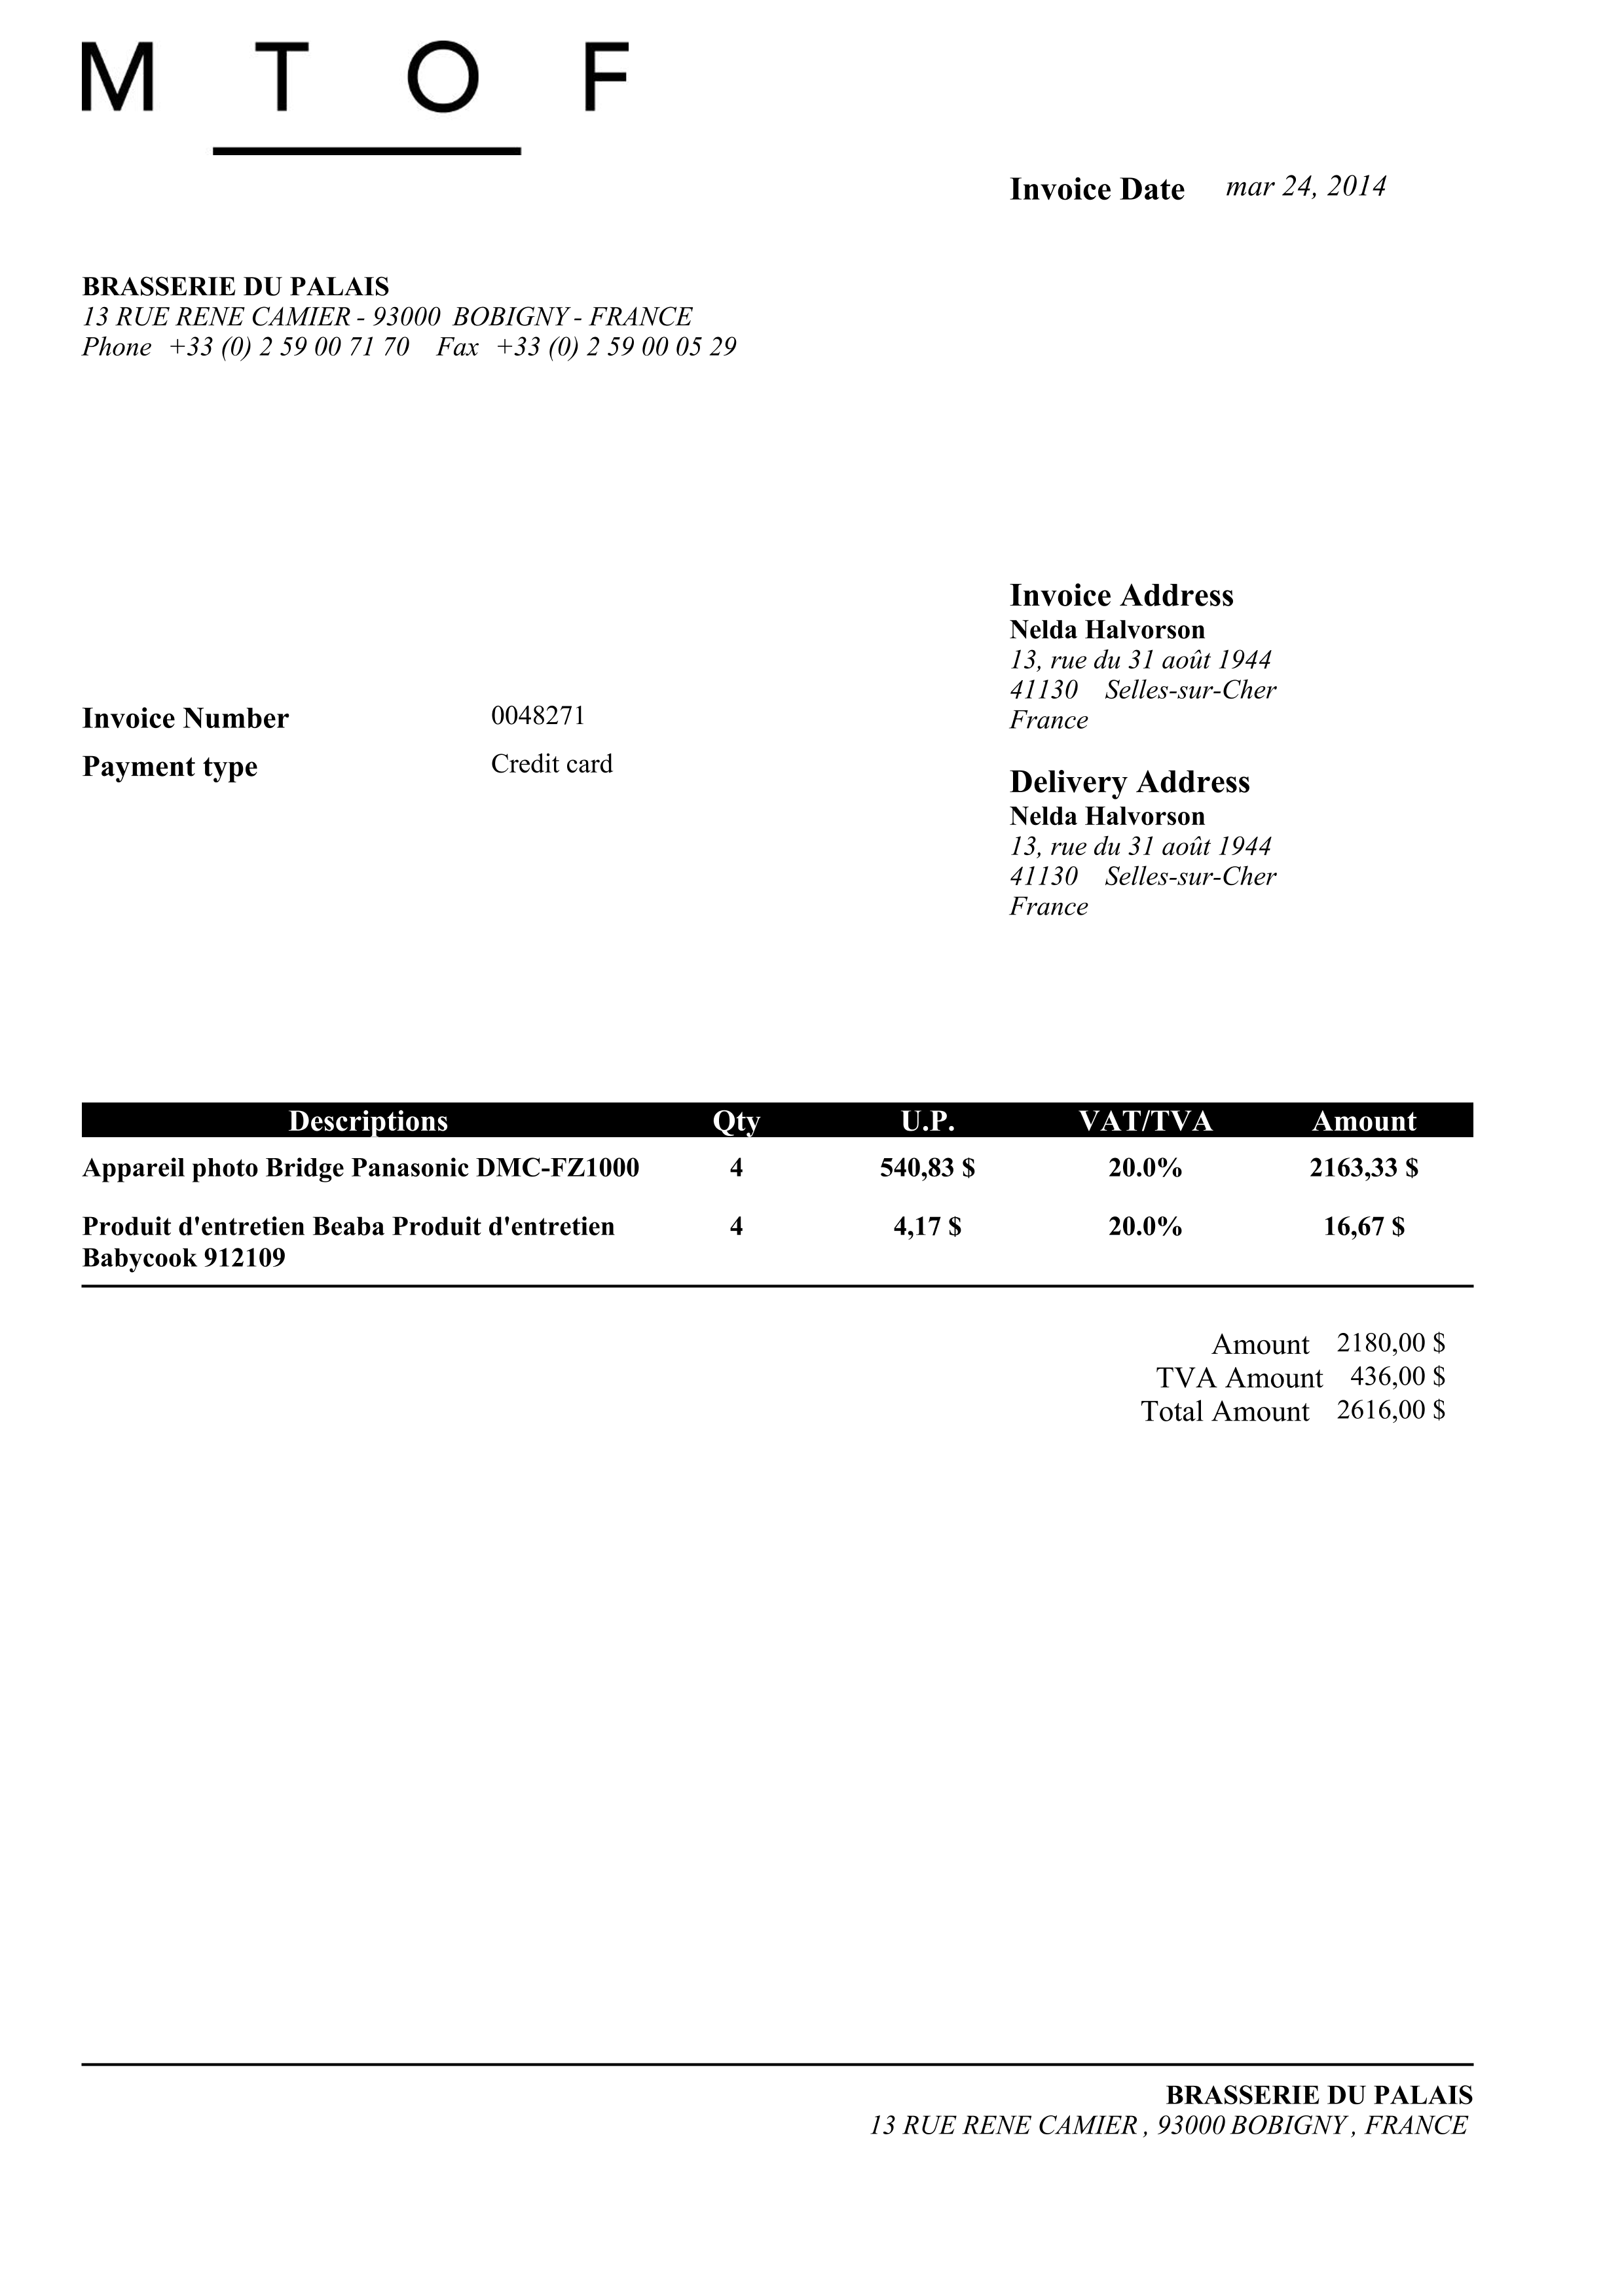 M T O F
Invoice Date mar 24, 2014
BRASSERIE DU PALAIS
13 RUE RENE CAMIER - 93000 BOBIGNY - FRANCE
Phone +33 (0) 2 59 00 71 70 Fax +33 (0) 2 59 00 05 29
Invoice Address
Nelda Halvorson
13, rue du 31 août 1944
41130 Selles-sur-Cher
France
Invoice Number 0048271
Payment type Credit card
Delivery Address
Nelda Halvorson
13, rue du 31 août 1944
41130 Selles-sur-Cher
France
Descriptions Qty U.P. VAT/TVA Amount
Appareil photo Bridge Panasonic DMC-FZ1000 4 540,83 $ 20.0% 2163,33 $
Produit d'entretien Beaba Produit d'entretien 4 4,17 $ 20.0% 16,67 $
Babycook 912109
Amount 2180,00 $
TVA Amount 436,00 $
Total Amount 2616,00 $
BRASSERIE DU PALAIS
13 RUE RENE CAMIER , 93000 BOBIGNY , FRANCE